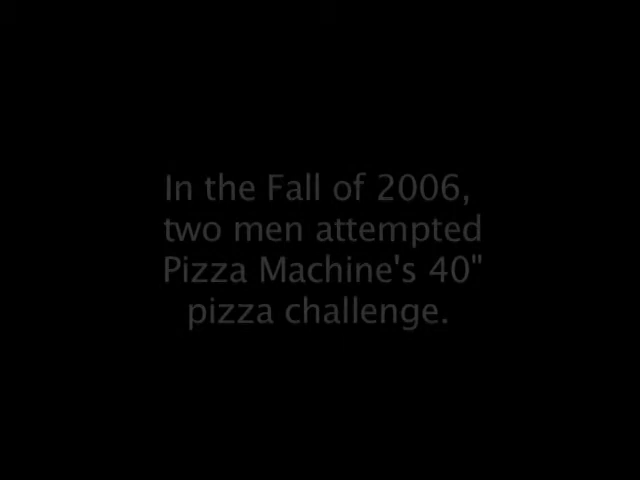 In the Fall of 2006,
two men attempted
Pizza Machine's 40"
pizza challenge.